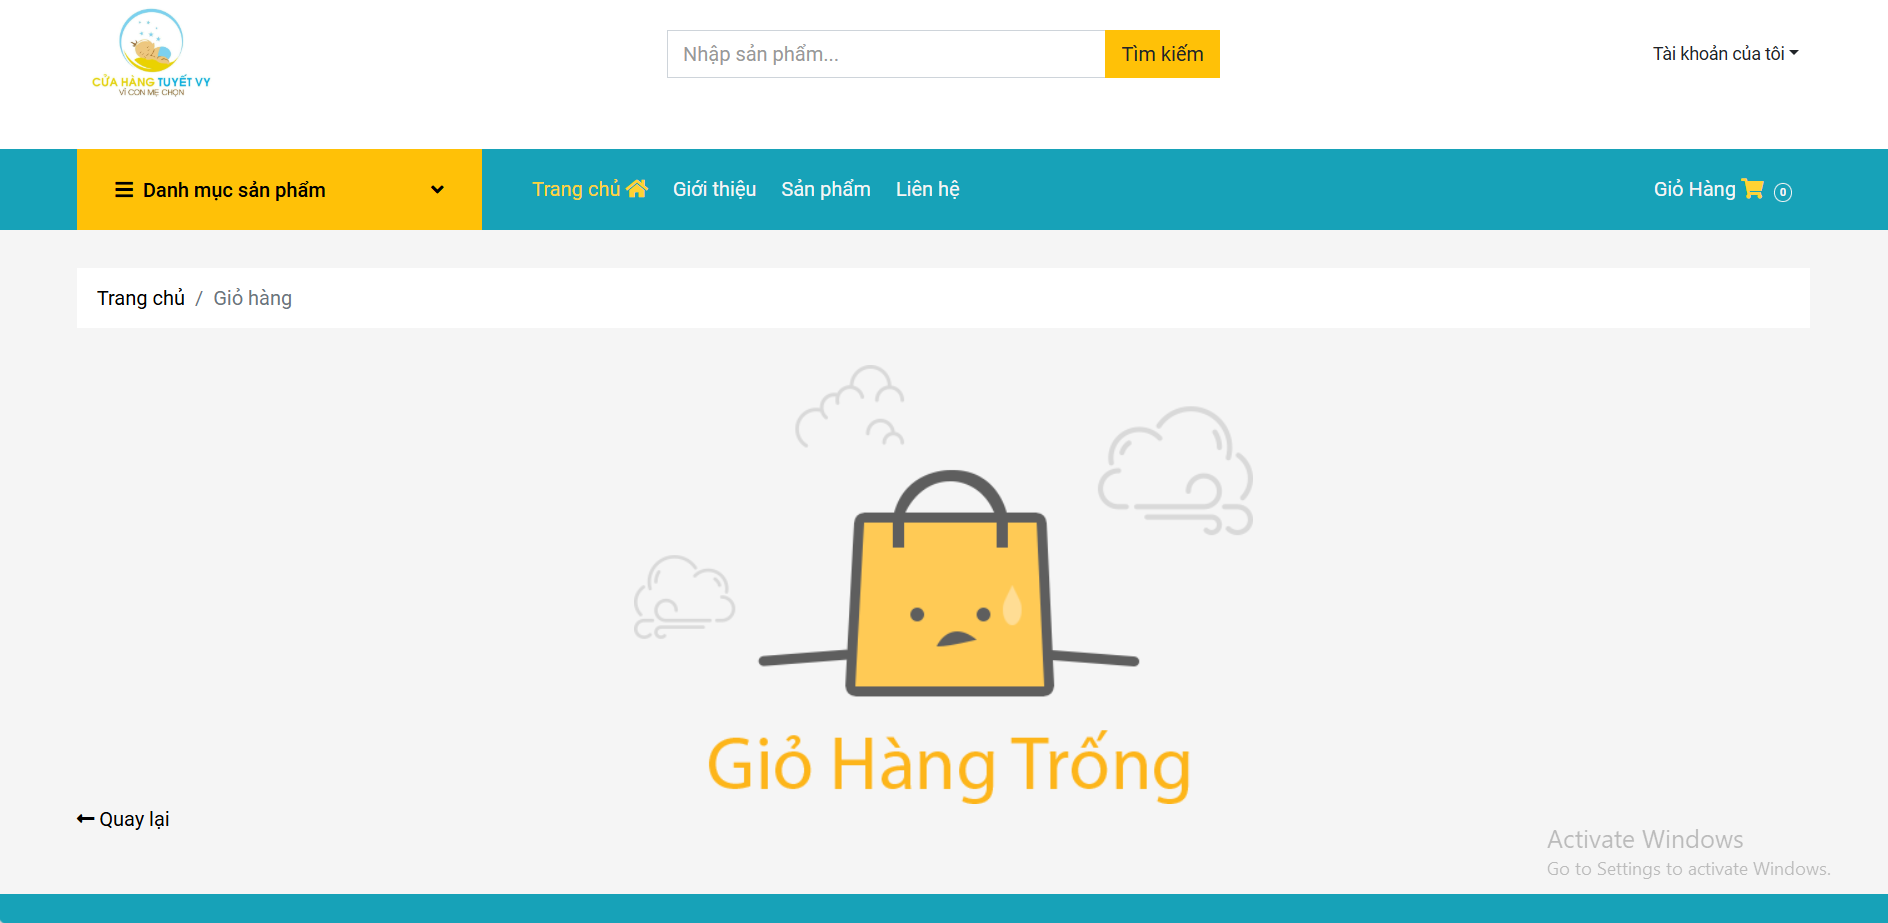 CỬA HÀNG TUYẾT VY
VÌ CON MẸ CHỌN
Nhập sản phẩm...
Tìm kiếm
Tài khoản của tôi
Danh mục sản phẩm
Trang chủ
Giới thiệu
Sản phẩm
Liên hệ
Giỏ Hàng 0
Trang chủ / Giỏ hàng
Giỏ Hàng Trống
Quay lại
Activate Windows
Go to Settings to activate Windows.